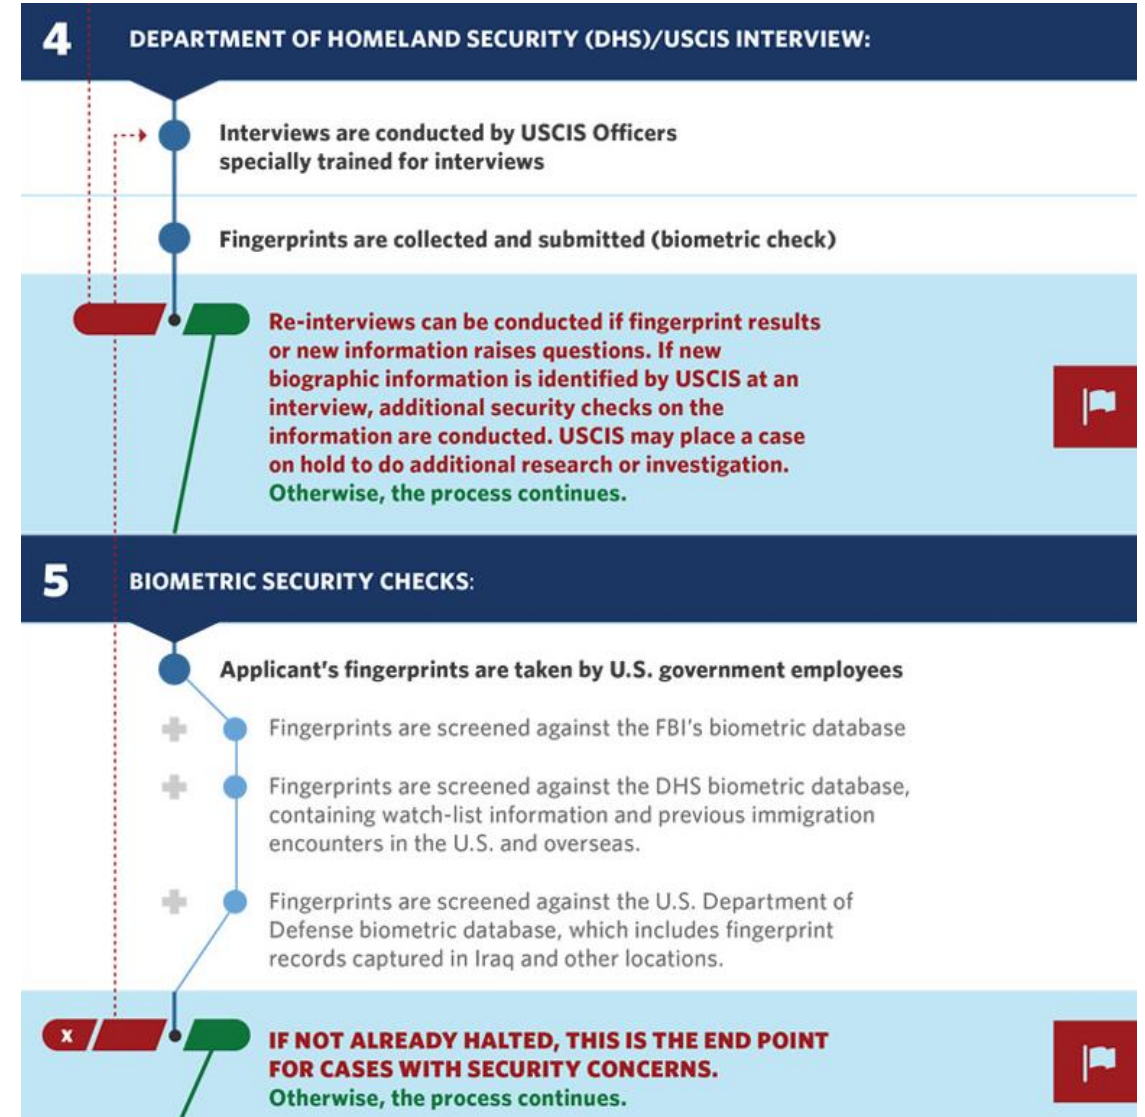 4
DEPARTMENT OF HOMELAND SECURITY (DHS)/USCIS INTERVIEW:
Interviews are conducted by USCIS Officers
specially trained for interviews
Fingerprints are collected and submitted (biometric check)
Re-interviews can be conducted if fingerprint results
or new information raises questions. If new
biographic information is identified by USCIS at an
interview, additional security checks on the
information are conducted. USCIS may place a case
on hold to do additional research or investigation.
Otherwise, the process continues.
5
BIOMETRIC SECURITY CHECKS:
Applicant's fingerprints are taken by U.S. government employees
Fingerprints are screened against the FBI's biometric database
Fingerprints are screened against the DHS biometric database,
containing watch-list information and previous immigration
encounters in the U.S. and overseas.
Fingerprints are screened against the U.S. Department of
Defense biometric database, which includes fingerprint
records captured in Iraq and other locations.
x
IF NOT ALREADY HALTED, THIS IS THE END POINT
FOR CASES WITH SECURITY CONCERNS.
Otherwise, the process continues.